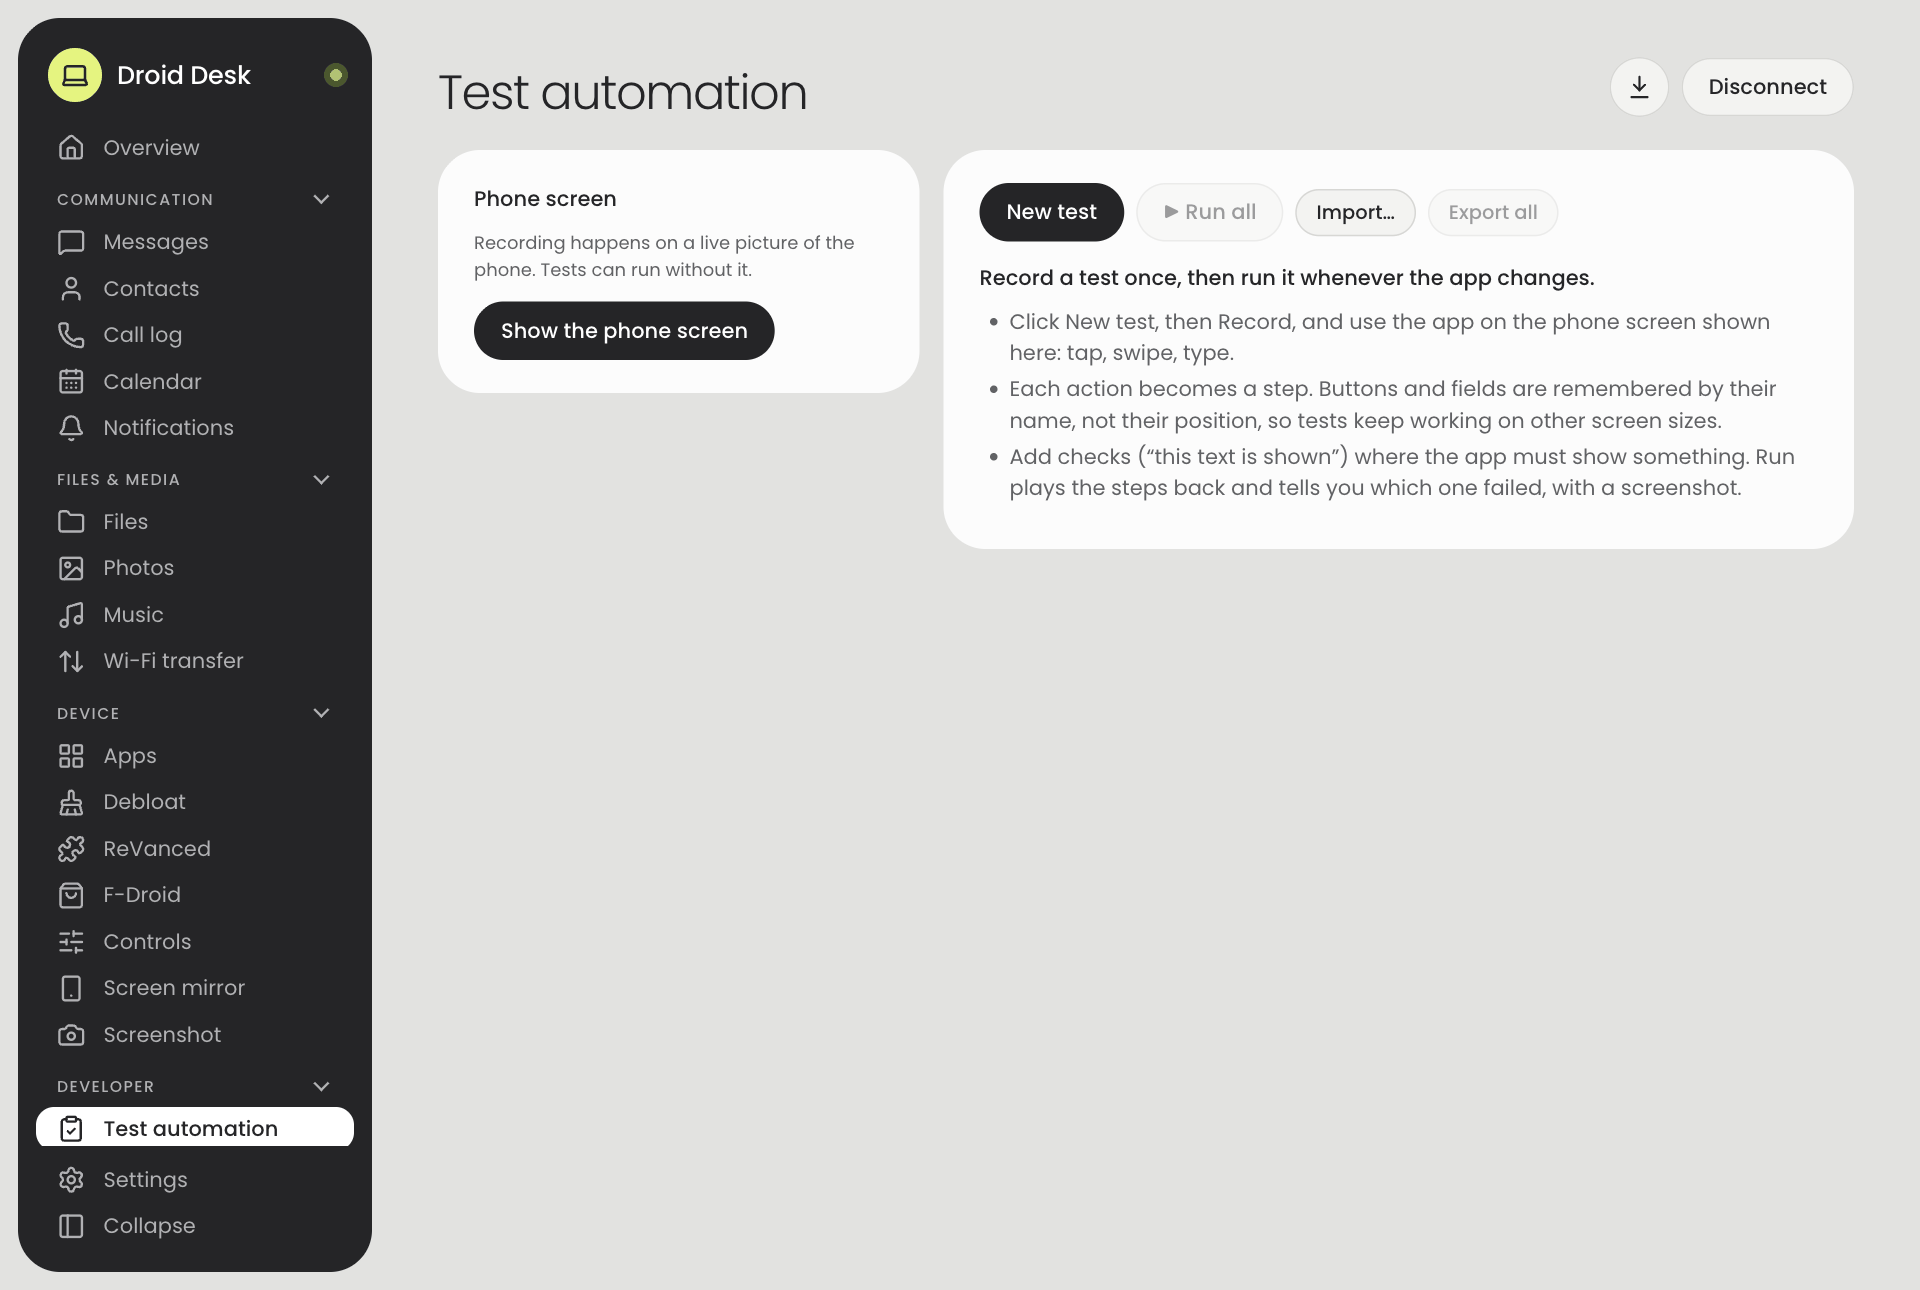 Droid Desk
Overview
COMMUNICATION
Messages
Contacts
Call log
Calendar
Notifications
FILES & MEDIA
Files
Photos
Music
Wi-Fi transfer
DEVICE
Apps
Debloat
ReVanced
F-Droid
Controls
Screen mirror
Screenshot
DEVELOPER
Test automation
Settings
Collapse
Test automation
Disconnect
Phone screen
Recording happens on a live picture of the
phone. Tests can run without it.
Show the phone screen
New test
Run all
Import...
Export all
Record a test once, then run it whenever the app changes.
• Click New test, then Record, and use the app on the phone screen shown
here: tap, swipe, type.
• Each action becomes a step. Buttons and fields are remembered by their
name, not their position, so tests keep working on other screen sizes.
• Add checks (“this text is shown”) where the app must show something. Run
plays the steps back and tells you which one failed, with a screenshot.